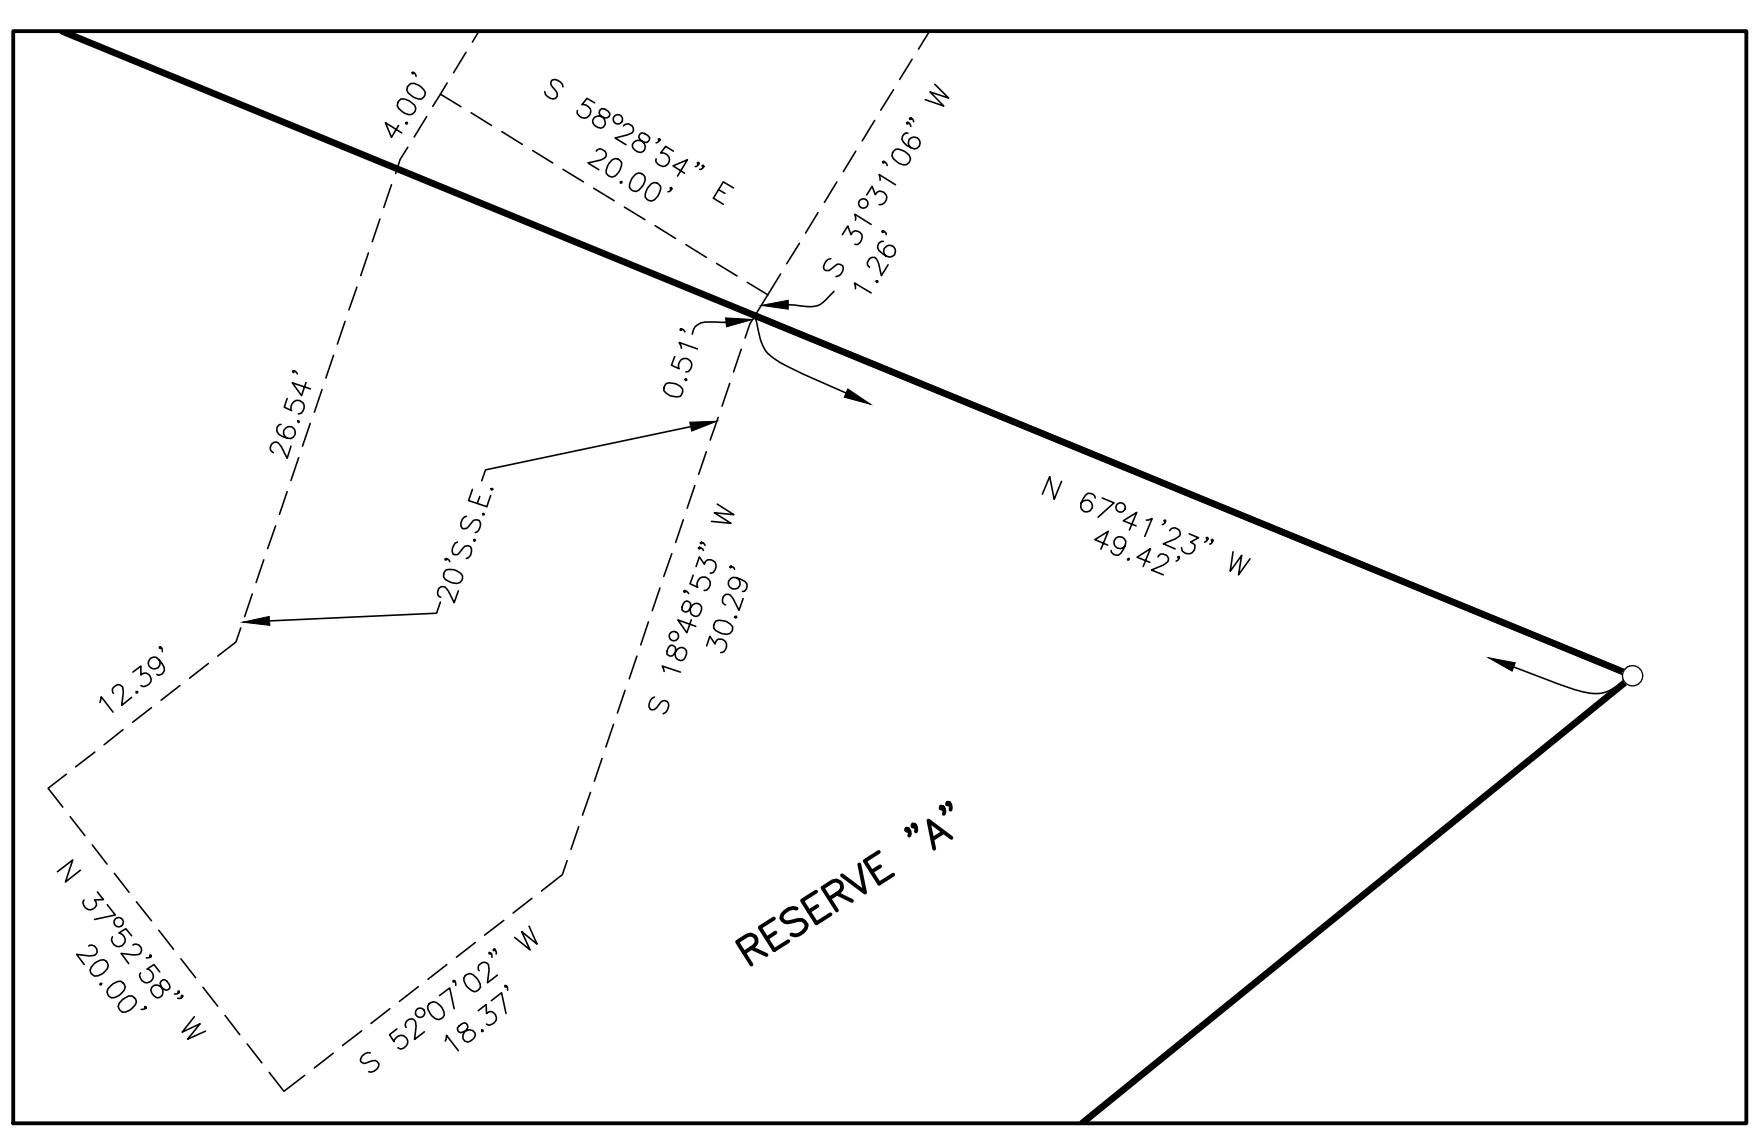 4.00’
S 58°28’54” E
20.00’
S 31°31’06” W
1.26’
0.51’
26.54’
20’S.S.E.
N 67°41’23” W
49.42’
S 18°48’53” W
30.29’
12.39’
RESERVE ”A”
N 37°52’58” W
20.00’
S 52°07’02” W
18.37’